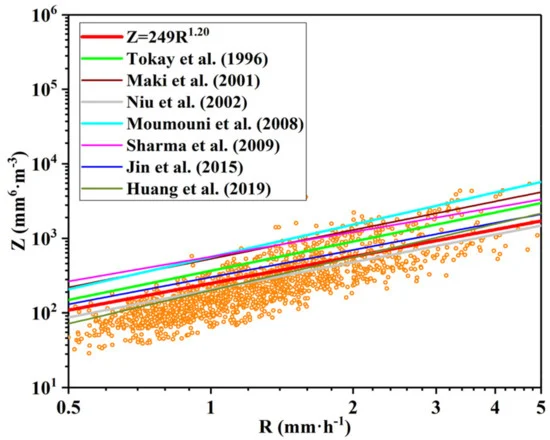 10⁶
10⁵
10⁴
10³
10² 
10¹
Z (mm⁶·m⁻³)
Z=249R¹·²⁰
Tokay et al. (1996)
Maki et al. (2001)
Niu et al. (2002)
Moumouni et al. (2008)
Sharma et al. (2009)
Jin et al. (2015)
Huang et al. (2019)
0.5 1 2 3 4 5
R (mm·h⁻¹)